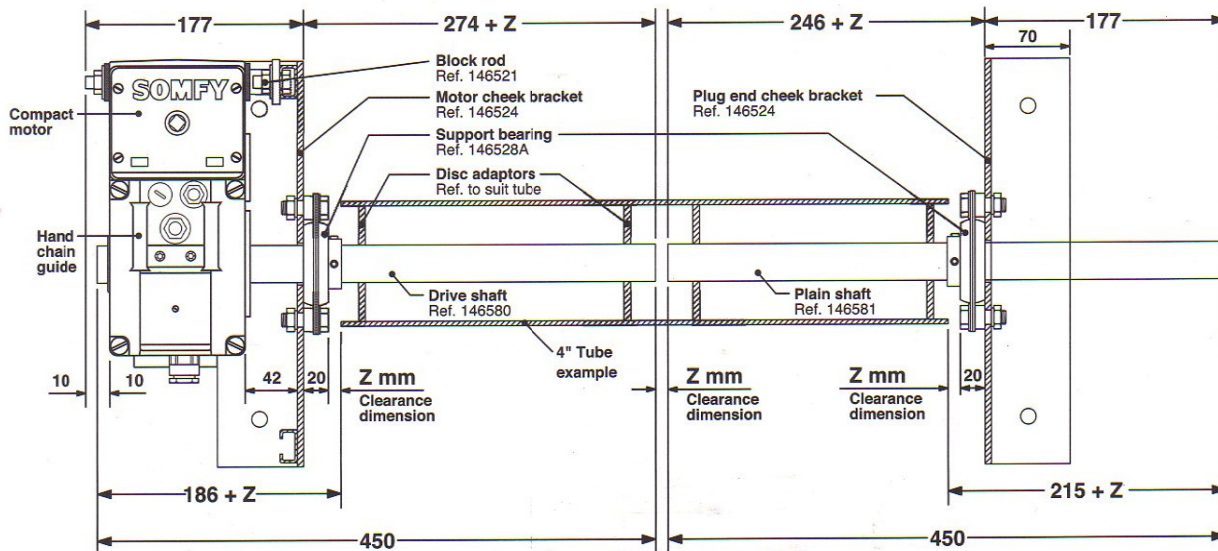 177
274 + Z
246 + Z
177
70
Block rod
Ref. 146521
SOMFY
Motor cheek bracket
Ref. 146524
Plug end cheek bracket
Ref. 146524
Compact
motor
Support bearing
Ref. 146528A
Disc adaptors
Ref. to suit tube
Hand
chain
guide
Drive shaft
Ref. 146580
Plain shaft
Ref. 146581
4" Tube
example
10
10
42
20
Z mm
Clearance
dimension
Z mm
Clearance
dimension
Z mm
Clearance
dimension
20
186 + Z
215 + Z
450
450